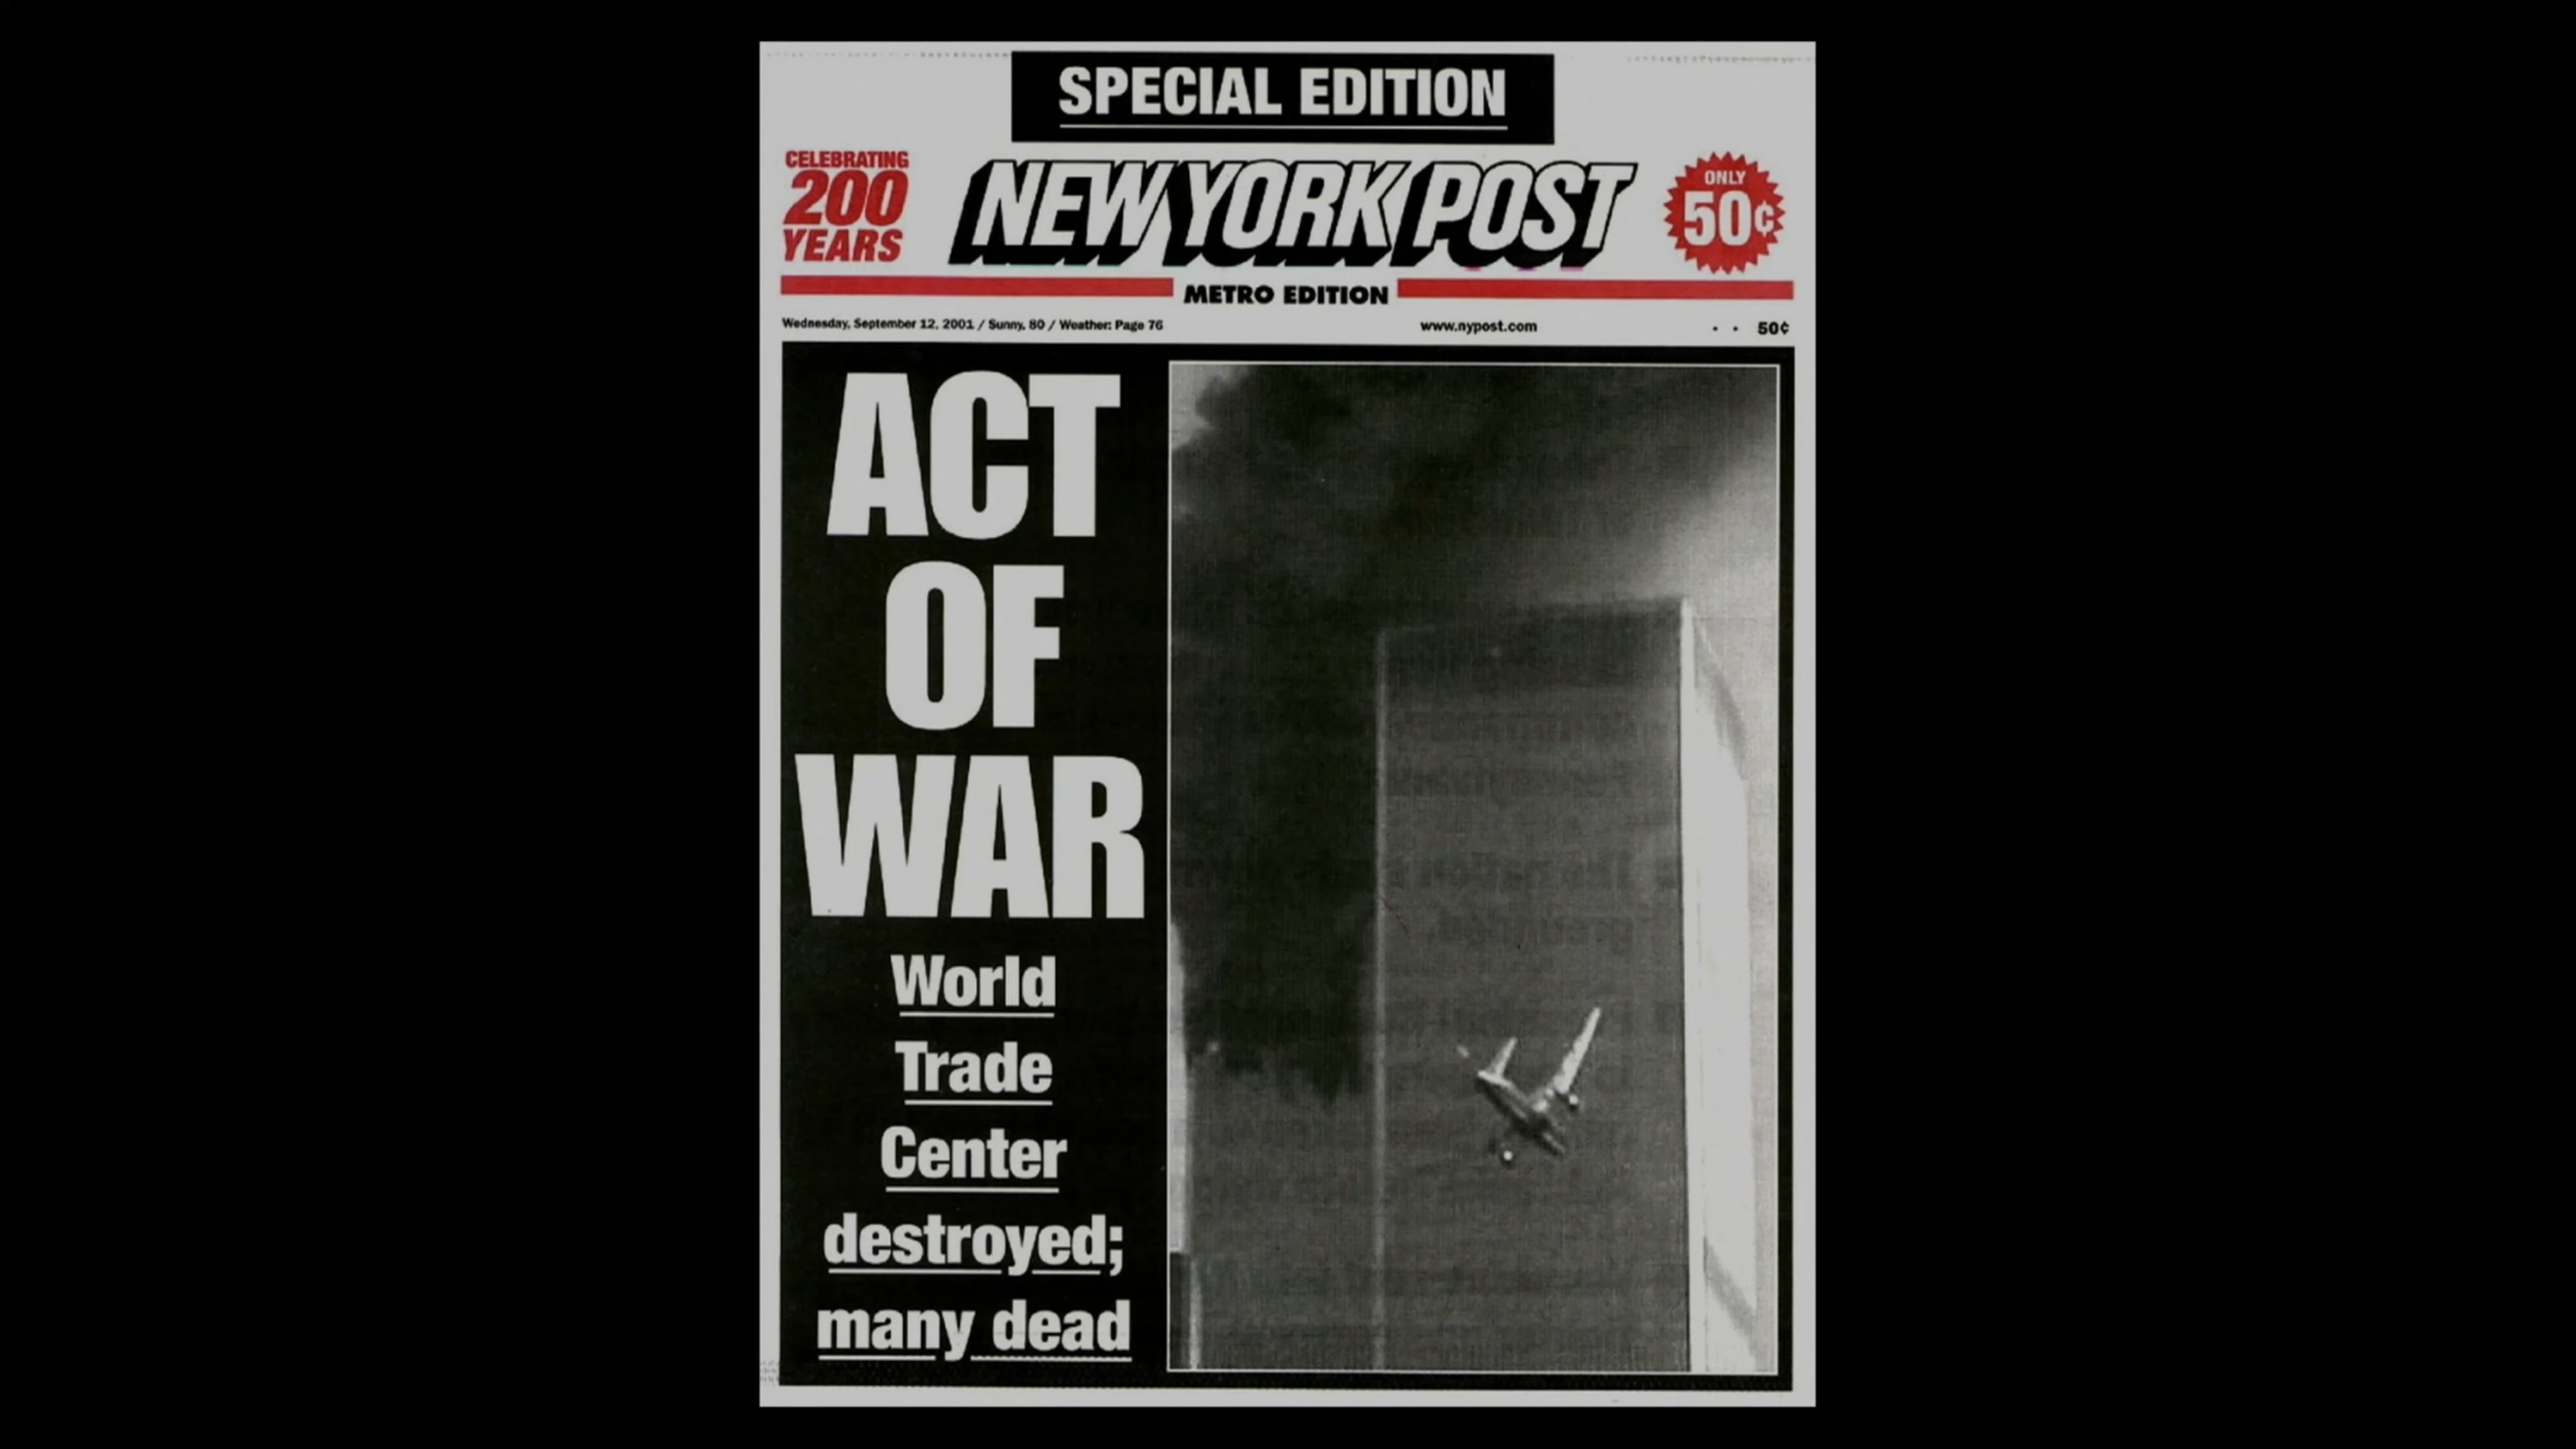 SPECIAL EDITION
CELEBRATING
200
YEARS
NEW YORK POST
ONLY
50¢
METRO EDITION
Wednesday, September 12, 2001 / Sunny, 80 / Weather: Page 76
www.nypost.com
50¢
ACT
OF
WAR
World
Trade
Center
destroyed;
many dead